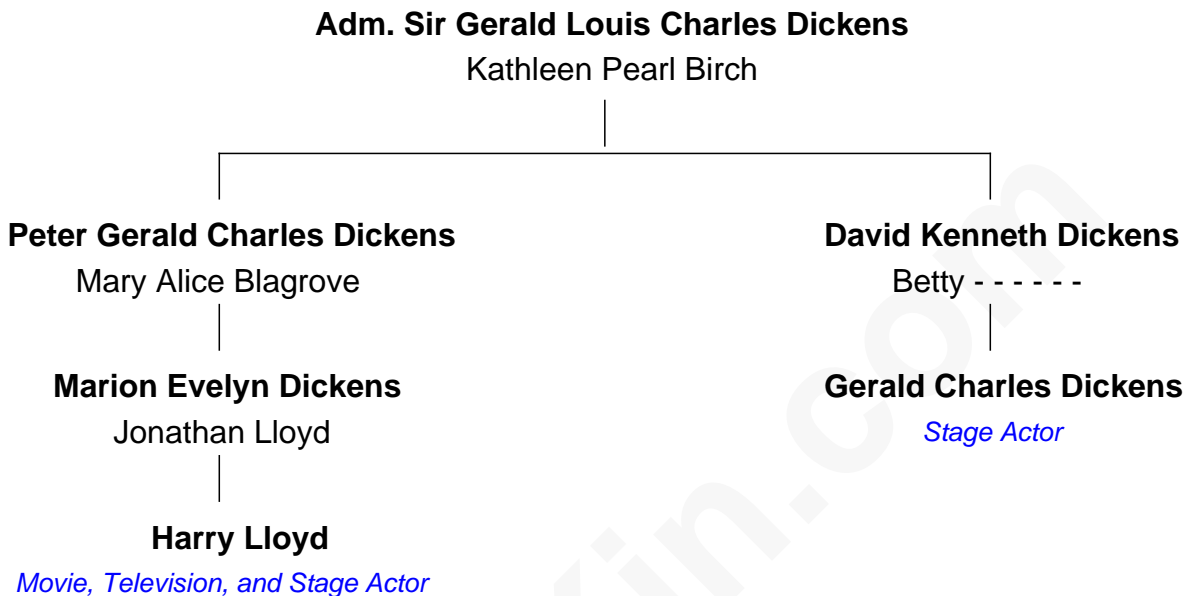 Adm. Sir Gerald Louis Charles Dickens
Kathleen Pearl Birch
Peter Gerald Charles Dickens
Mary Alice Blagrove
Marion Evelyn Dickens
Jonathan Lloyd
Harry Lloyd
Movie, Television, and Stage Actor
David Kenneth Dickens
Betty - - - - - -
Gerald Charles Dickens
Stage Actor